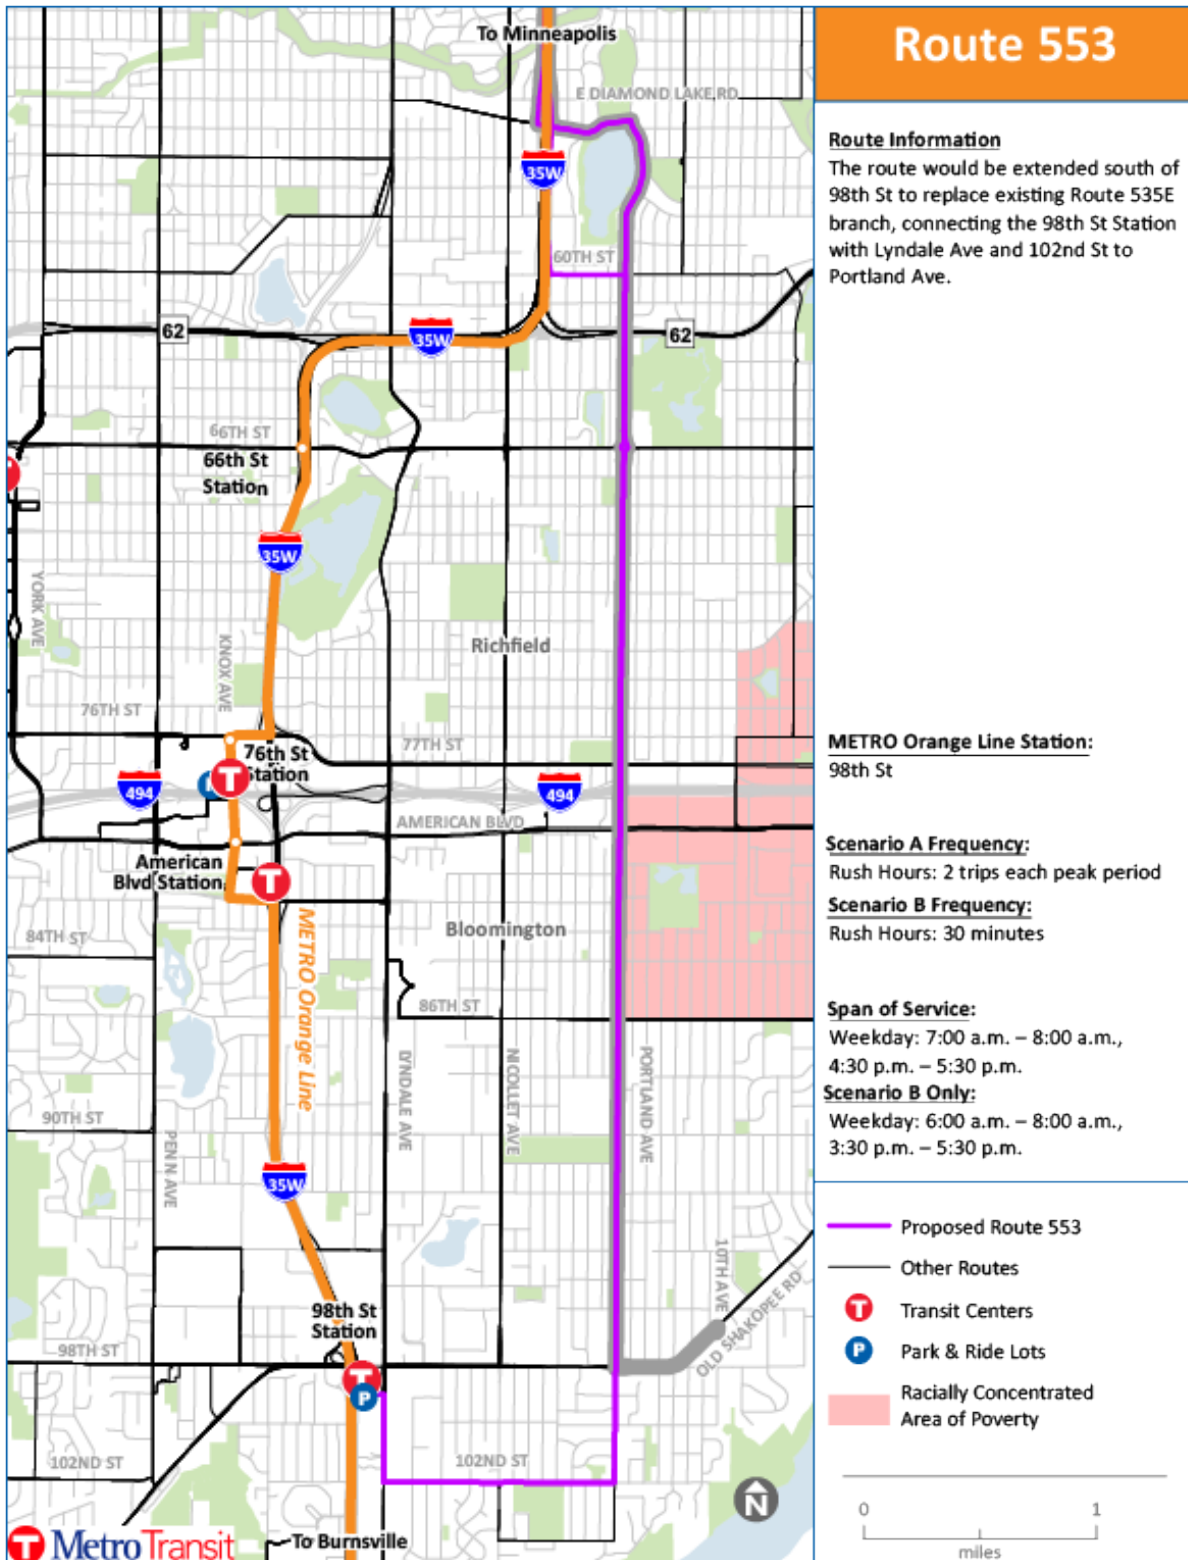 Route 553
Route Information
The route would be extended south of
98th St to replace existing Route 535E
branch, connecting the 98th St Station
with Lyndale Ave and 102nd St to
Portland Ave.
METRO Orange Line Station:
98th St
Scenario A Frequency:
Rush Hours: 2 trips each peak period
Scenario B Frequency:
Rush Hours: 30 minutes
Span of Service:
Weekday: 7:00 a.m. – 8:00 a.m.,
4:30 p.m. – 5:30 p.m.
Scenario B Only:
Weekday: 6:00 a.m. – 8:00 a.m.,
3:30 p.m. – 5:30 p.m.
Proposed Route 553
Other Routes
T Transit Centers
P Park & Ride Lots
Racially Concentrated
Area of Poverty
0 1
miles
To Minneapolis
E DIAMOND LAKE RD
35W
60TH ST
62
35W
62
66TH ST
66th St
Station
35W
YORK AVE
KNOX AVE
Richfield
76TH ST
77TH ST
76th St
Station
T
P
494
494
AMERICAN BLVD
American
Blvd Station
T
METRO Orange Line
84TH ST
Bloomington
86TH ST
LYNDALE AVE
NICOLLET AVE
PORTLAND AVE
90TH ST
PENN AVE
35W
10TH AVE
OLD SHAKOPEE RD
98th St
Station
98TH ST
T
P
102ND ST
102ND ST
N
T MetroTransit
To Burnsville